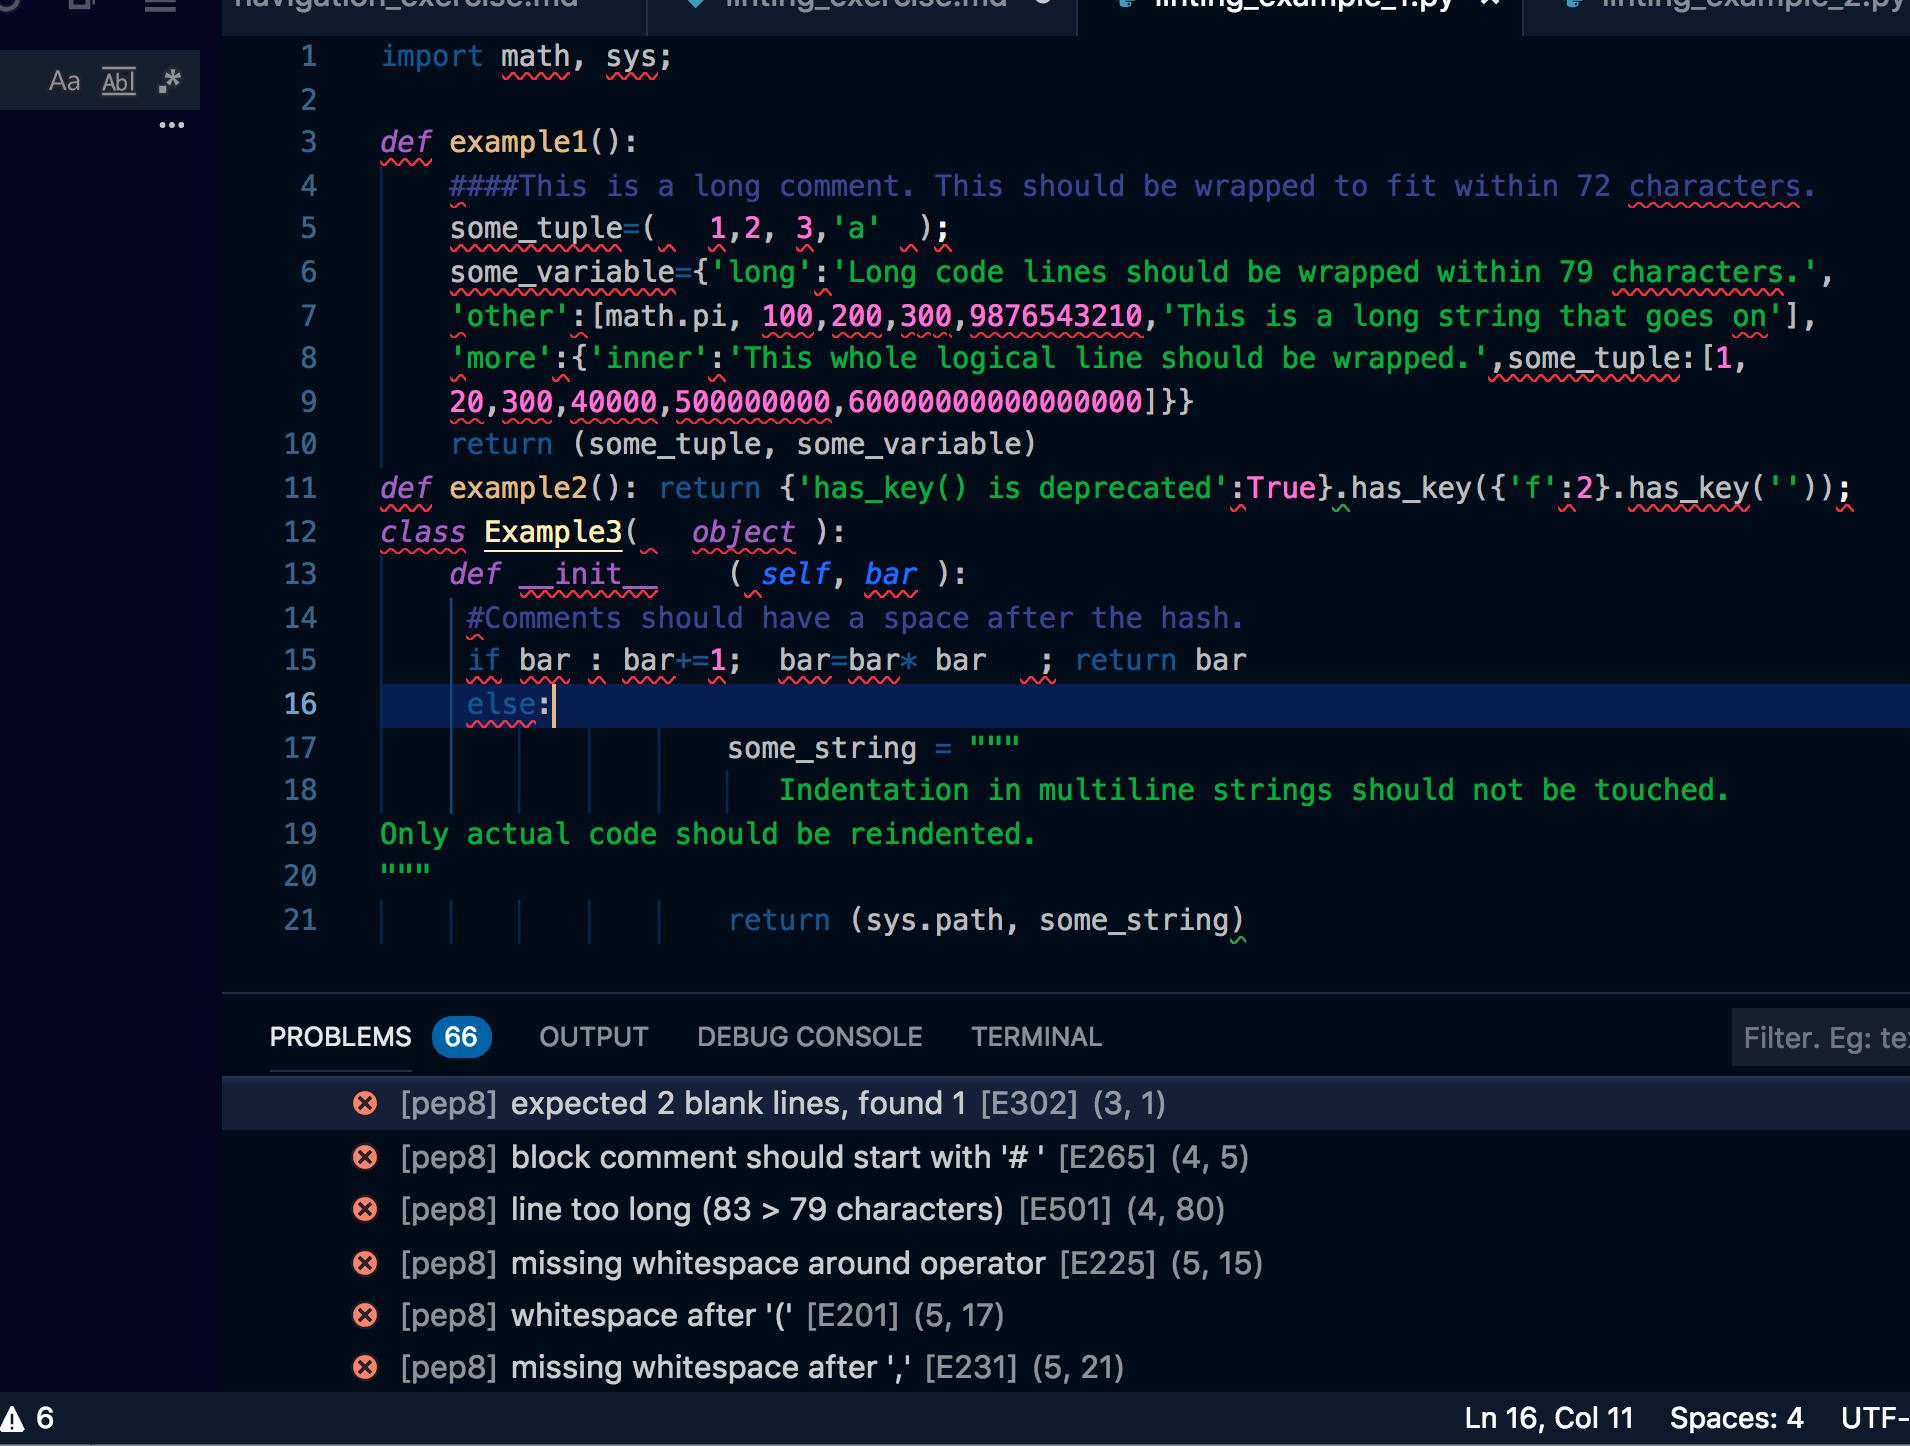 navigation_exercise.md linting_exercise.md linting_example_1.py linting_example_2.py
Aa Abl .*
...
1 import math, sys;
2
3 def example1():
4     ####This is a long comment. This should be wrapped to fit within 72 characters.
5     some_tuple=(   1,2, 3,'a'  );
6     some_variable={'long':'Long code lines should be wrapped within 79 characters.',
7     'other':[math.pi, 100,200,300,9876543210,'This is a long string that goes on'],
8     'more':{'inner':'This whole logical line should be wrapped.',some_tuple:[1,
9     20,300,40000,500000000,60000000000000000]}}
10     return (some_tuple, some_variable)
11 def example2(): return {'has_key() is deprecated':True}.has_key({'f':2}.has_key(''));
12 class Example3(   object ):
13     def __init__    ( self, bar ):
14      #Comments should have a space after the hash.
15      if bar : bar+=1;  bar=bar* bar   ; return bar
16      else:
17                     some_string = """
18                        Indentation in multiline strings should not be touched.
19 Only actual code should be reindented.
20 """
21                     return (sys.path, some_string)
PROBLEMS 66 OUTPUT DEBUG CONSOLE TERMINAL Filter. Eg: te
[pep8] expected 2 blank lines, found 1 [E302] (3, 1)
[pep8] block comment should start with '# ' [E265] (4, 5)
[pep8] line too long (83 > 79 characters) [E501] (4, 80)
[pep8] missing whitespace around operator [E225] (5, 15)
[pep8] whitespace after '(' [E201] (5, 17)
[pep8] missing whitespace after ',' [E231] (5, 21)
6 Ln 16, Col 11 Spaces: 4 UTF-